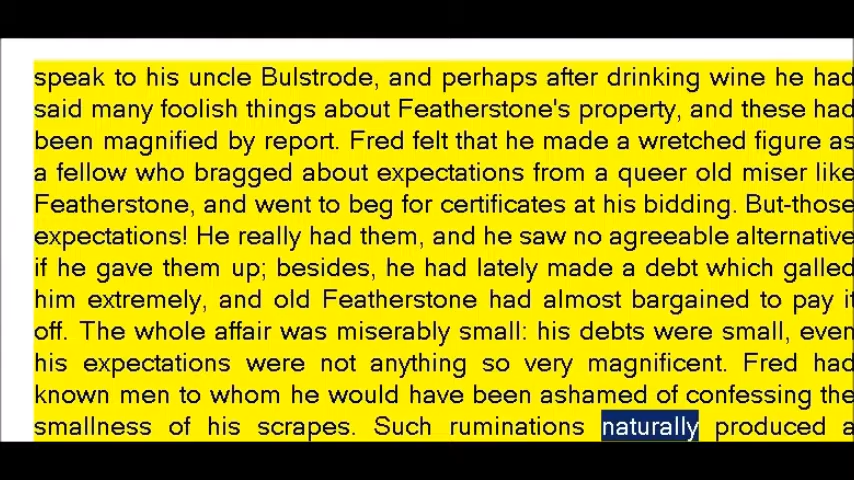 speak to his uncle Bulstrode, and perhaps after drinking wine he had
said many foolish things about Featherstone's property, and these had
been magnified by report. Fred felt that he made a wretched figure as
a fellow who bragged about expectations from a queer old miser like
Featherstone, and went to beg for certificates at his bidding. But-those
expectations! He really had them, and he saw no agreeable alternative
if he gave them up; besides, he had lately made a debt which galled
him extremely, and old Featherstone had almost bargained to pay it
off. The whole affair was miserably small: his debts were small, even
his expectations were not anything so very magnificent. Fred had
known men to whom he would have been ashamed of confessing the
smallness of his scrapes. Such ruminations naturally produced a